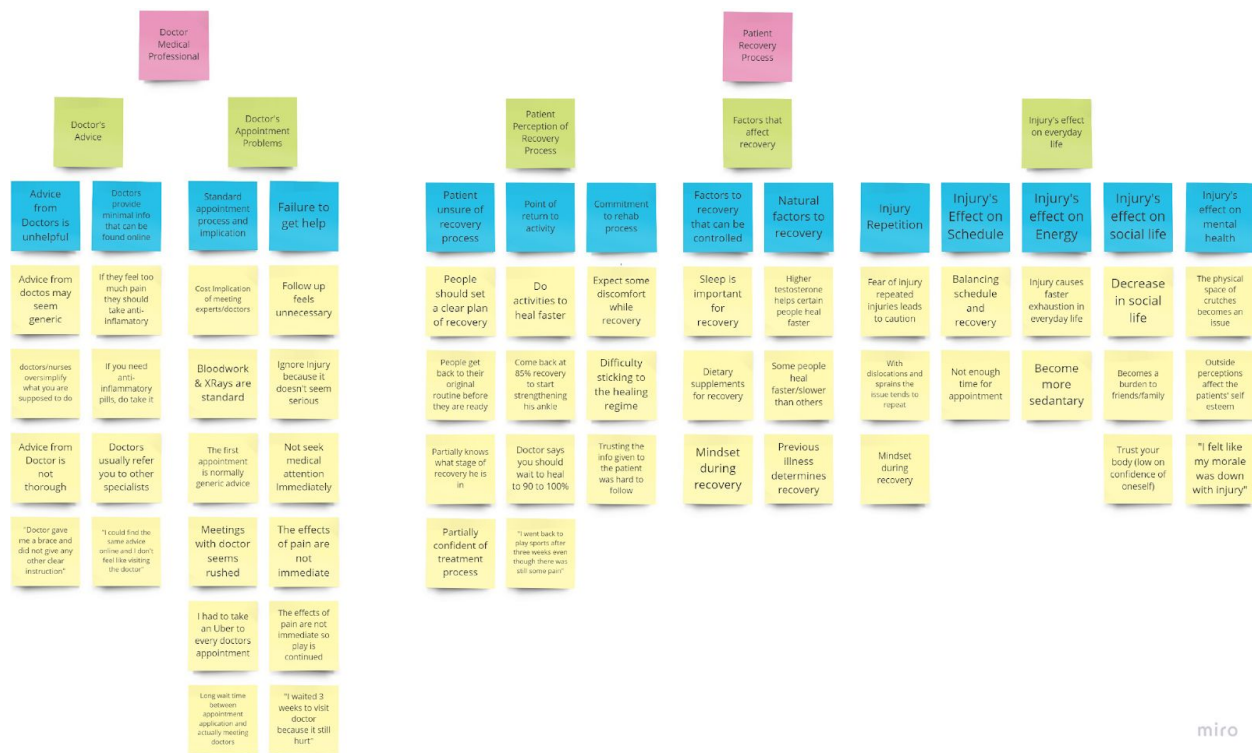 Doctor
Medical
Professional
Patient
Recovery
Process
Doctor's
Advice
Doctor's
Appointment
Problems
Patient
Perception of
Recovery
Process
Factors that
affect
recovery
Injury's effect
on everyday
life
Advice
from
Doctors is
unhelpful
Doctors
provide
minimal info
that can be
found online
Standard
appointment
process and
implication
Failure to
get help
Patient
unsure of
recovery
process
Point of
return to
activity
Commitment
to rehab
process
Factors to
recovery
that can be
controlled
Natural
factors to
recovery
Injury
Repetition
Injury's
Effect on
Schedule
Injury's
effect on
Energy
Injury's
effect on
social life
Injury's
effect on
mental
health
Advice from
doctos may
seem
generic
If they feel too
much pain
they should
take anti-
inflamatory
Cost Implication
of meeting
experts/doctors
Follow up
feels
unnecessary
People
should set
a clear plan
of recovery
Do
activities to
heal faster
Expect some
discomfort
while
recovery
Sleep is
important
for
recovery
Higher
testosterone
helps certain
people heal
faster
Fear of injury
repeated
injuries leads
to caution
Balancing
schedule
and
recovery
Injury causes
faster
exhaustion in
everyday life
Decrease
in social
life
The physical
space of
crutches
becomes an
issue
doctors/nurses
oversimplify
what you are
supposed to do
If you need
anti-
inflammatory
pills, do take it
Bloodwork
& XRays are
standard
Ignore Injury
because it
doesn't seem
serious
People get
back to their
original
routine before
they are ready
Come back at
85% recovery
to start
strengthening
his ankle
Difficulty
sticking to
the healing
regime
Dietary
supplements
for recovery
Some people
heal
faster/slower
than others
With
dislocations and
sprains the
issue tends to
repeat
Not enough
time for
appointment
Become
more
sedantary
Becomes a
burden to
friends/family
Outside
perceptions
affect the
patients' self
esteem
Advice from
Doctor is
not
thorough
Doctors
usually refer
you to other
specialists
The first
appointment
is normally
generic advice
Not seek
medical
attention
Immediately
Partially knows
what stage of
recovery he is
in
Doctor says
you should
wait to heal
to 90 to 100%
Trusting the
info given to
the patient
was hard to
follow
Mindset
during
recovery
Previous
illness
determines
recovery
Mindset
during
recovery
Trust your
body (low on
confidence of
oneself)
"I felt like
my morale
was down
with injury"
"Doctor gave
me a brace and
did not give any
other clear
instruction"
"I could find the
same advice
online and I don't
feel like visiting
the doctor"
Meetings
with doctor
seems
rushed
The effects
of pain are
not
immediate
Partially
confident of
treatment
process
"I went back to
play sports after
three weeks even
though there was
still some pain"
I had to take
an Uber to
every doctors
appointment
The effects of
pain are not
immediate so
play is
continued
Long wait time
between
appointment
application and
actually meeting
doctors
"I waited 3
weeks to visit
doctor
because it still
hurt"
miro